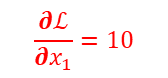 ∂ℒ/∂x₁ = 10